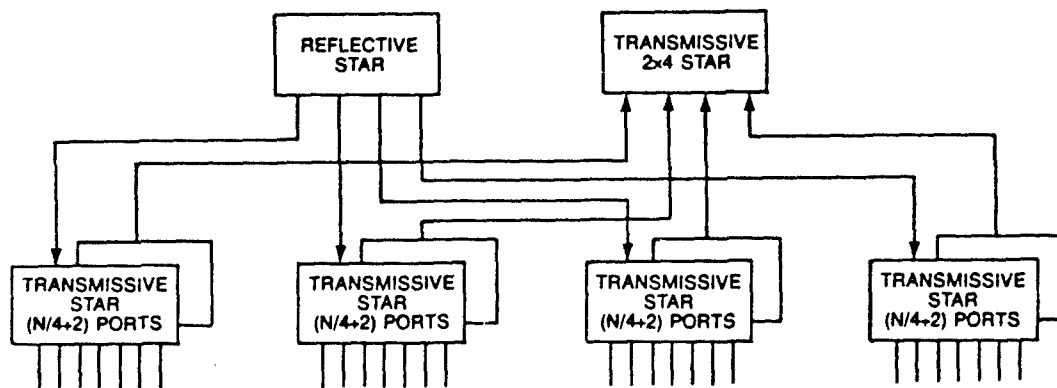 REFLECTIVE
STAR
TRANSMISSIVE
2x4 STAR
TRANSMISSIVE
STAR
(N/4+2) PORTS
TRANSMISSIVE
STAR
(N/4+2) PORTS
TRANSMISSIVE
STAR
(N/4+2) PORTS
TRANSMISSIVE
STAR
(N/4+2) PORTS